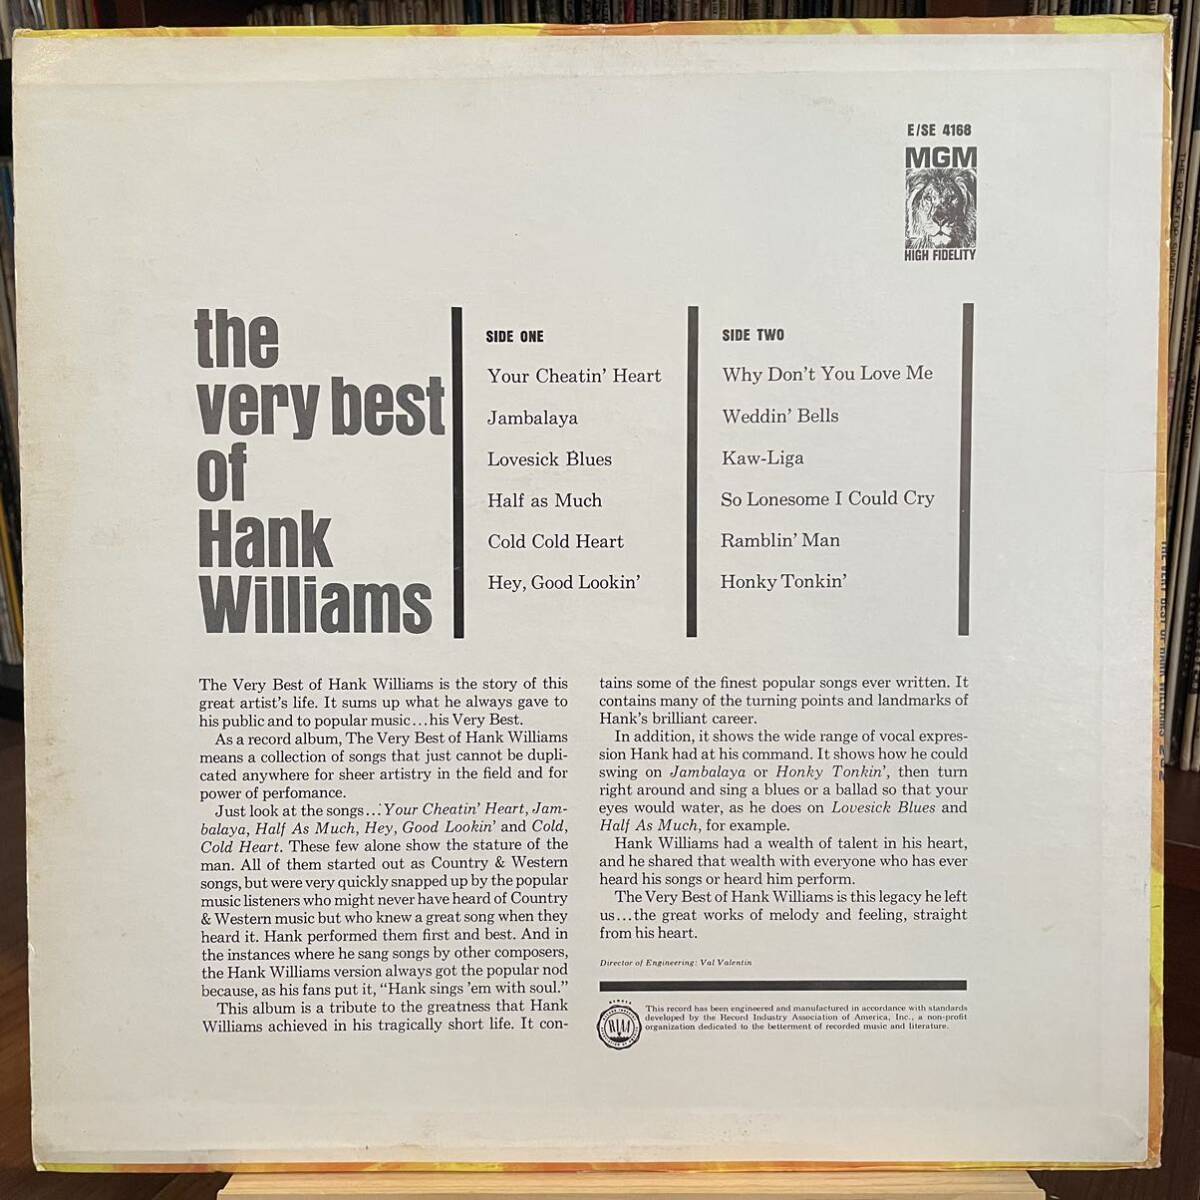 E/SE 4168
MGM
HIGH FIDELITY
the
very best
of
Hank
Williams
SIDE ONE
Your Cheatin' Heart
Jambalaya
Lovesick Blues
Half as Much
Cold Cold Heart
Hey, Good Lookin'
SIDE TWO
Why Don't You Love Me
Weddin' Bells
Kaw-Liga
So Lonesome I Could Cry
Ramblin' Man
Honky Tonkin'
The Very Best of Hank Williams is the story of this
great artist's life. It sums up what he always gave to
his public and to popular music...his Very Best.
As a record album, The Very Best of Hank Williams
means a collection of songs that just cannot be dupli-
cated anywhere for sheer artistry in the field and for
power of perfomance.
Just look at the songs...Your Cheatin' Heart, Jam-
balaya, Half As Much, Hey, Good Lookin' and Cold,
Cold Heart. These few alone show the stature of the
man. All of them started out as Country & Western
songs, but were very quickly snapped up by the popular
music listeners who might never have heard of Country
& Western music but who knew a great song when they
heard it. Hank performed them first and best. And in
the instances where he sang songs by other composers,
the Hank Williams version always got the popular nod
because, as his fans put it, "Hank sings 'em with soul."
This album is a tribute to the greatness that Hank
Williams achieved in his tragically short life. It con-
tains some of the finest popular songs ever written. It
contains many of the turning points and landmarks of
Hank's brilliant career.
In addition, it shows the wide range of vocal expres-
sion Hank had at his command. It shows how he could
swing on Jambalaya or Honky Tonkin', then turn
right around and sing a blues or a ballad so that your
eyes would water, as he does on Lovesick Blues and
Half As Much, for example.
Hank Williams had a wealth of talent in his heart,
and he shared that wealth with everyone who has ever
heard his songs or heard him perform.
The Very Best of Hank Williams is this legacy he left
us...the great works of melody and feeling, straight
from his heart.
Director of Engineering: Val Valentin
This record has been engineered and manufactured in accordance with standards
developed by the Record Industry Association of America, Inc., a non-profit
organization dedicated to the betterment of recorded music and literature.
RIAA
THE VERY BEST OF HANK WILLIAMS